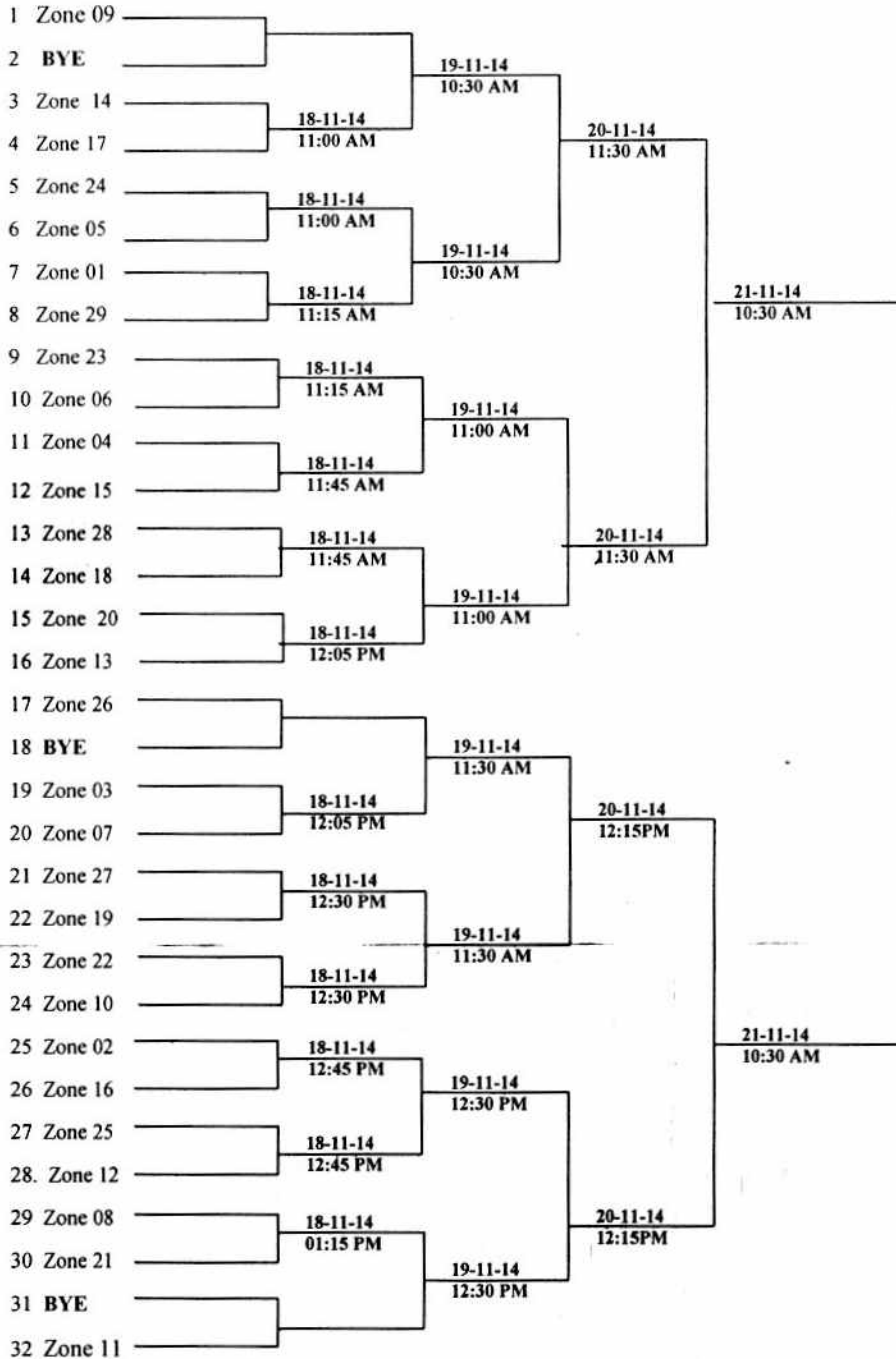 1 Zone 09
2 BYE
3 Zone 14
4 Zone 17
5 Zone 24
6 Zone 05
7 Zone 01
8 Zone 29
9 Zone 23
10 Zone 06
11 Zone 04
12 Zone 15
13 Zone 28
14 Zone 18
15 Zone 20
16 Zone 13
17 Zone 26
18 BYE
19 Zone 03
20 Zone 07
21 Zone 27
22 Zone 19
23 Zone 22
24 Zone 10
25 Zone 02
26 Zone 16
27 Zone 25
28. Zone 12
29 Zone 08
30 Zone 21
31 BYE
32 Zone 11
18-11-14
11:00 AM
18-11-14
11:00 AM
18-11-14
11:15 AM
18-11-14
11:15 AM
18-11-14
11:45 AM
18-11-14
11:45 AM
18-11-14
12:05 PM
18-11-14
12:05 PM
18-11-14
12:30 PM
18-11-14
12:30 PM
18-11-14
12:45 PM
18-11-14
12:45 PM
18-11-14
01:15 PM
19-11-14
10:30 AM
19-11-14
10:30 AM
19-11-14
11:00 AM
19-11-14
11:00 AM
19-11-14
11:30 AM
19-11-14
11:30 AM
19-11-14
12:30 PM
19-11-14
12:30 PM
20-11-14
11:30 AM
20-11-14
11:30 AM
20-11-14
12:15PM
20-11-14
12:15PM
21-11-14
10:30 AM
21-11-14
10:30 AM